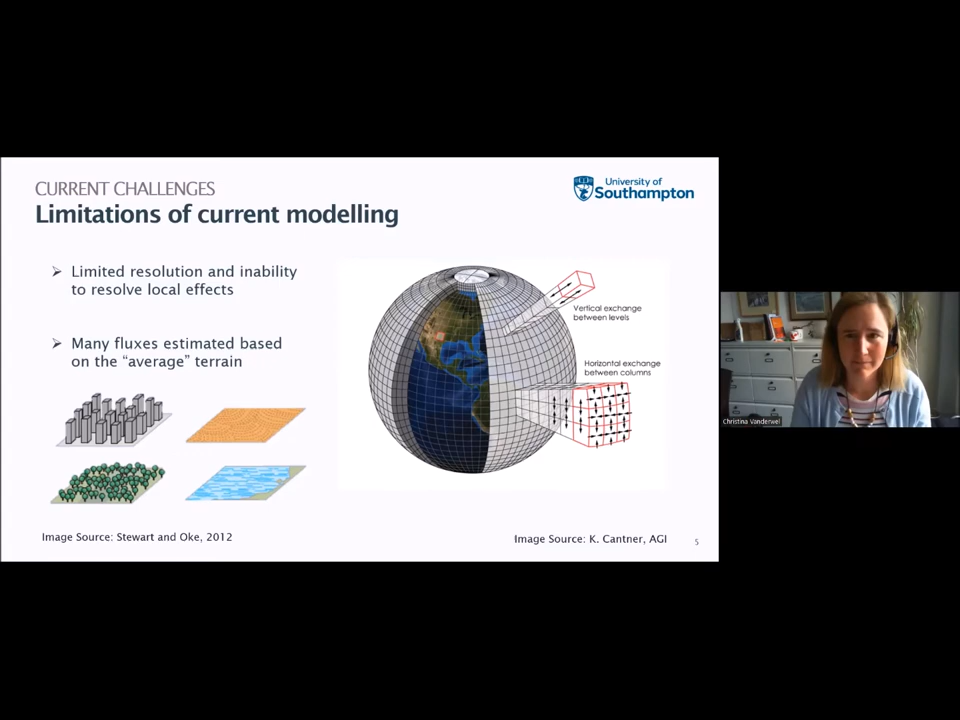 CURRENT CHALLENGES
Limitations of current modelling
University of
Southampton
➢ Limited resolution and inability
to resolve local effects
➢ Many fluxes estimated based
on the “average” terrain
Vertical exchange
between levels
Horizontal exchange
between columns
Image Source: Stewart and Oke, 2012
Image Source: K. Cantner, AGI
5
Christina Vanderwel